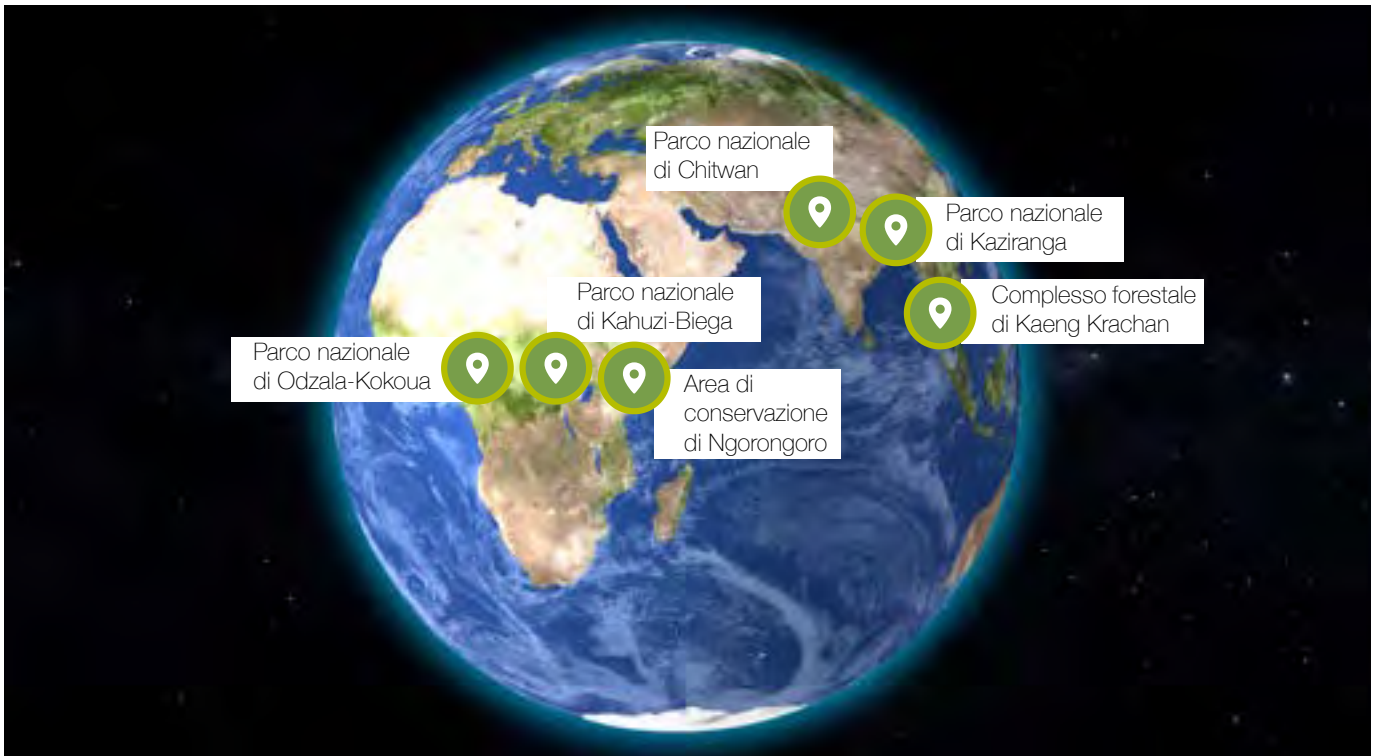 Parco nazionale
di Chitwan
Parco nazionale
di Kaziranga
Complesso forestale
di Kaeng Krachan
Parco nazionale
di Kahuzi-Biega
Parco nazionale
di Odzala-Kokoua
Area di
conservazione
di Ngorongoro